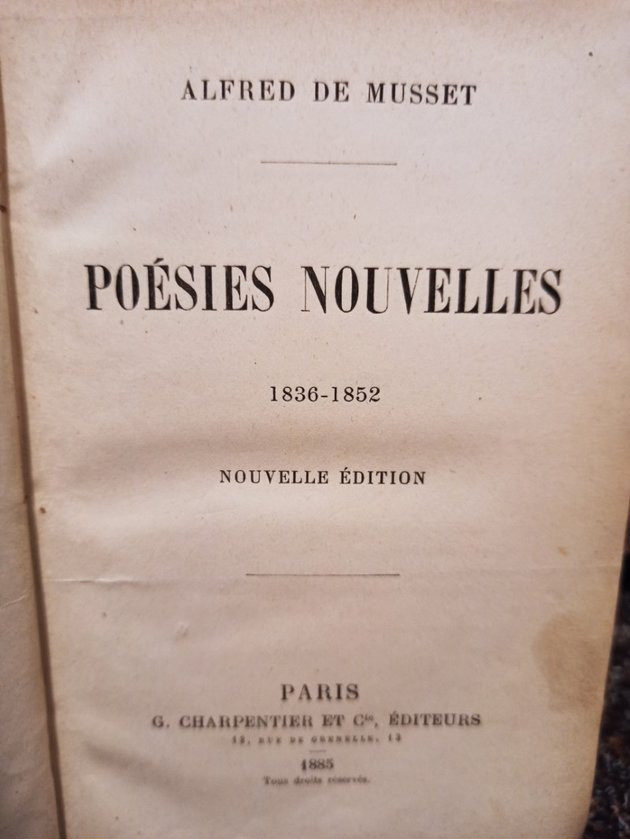 ALFRED DE MUSSET
POÉSIES NOUVELLES
1836-1852
NOUVELLE ÉDITION
PARIS
G. CHARPENTIER ET Cie, ÉDITEURS
13, RUE DE GRENELLE, 13
1885
Tous droits réservés.